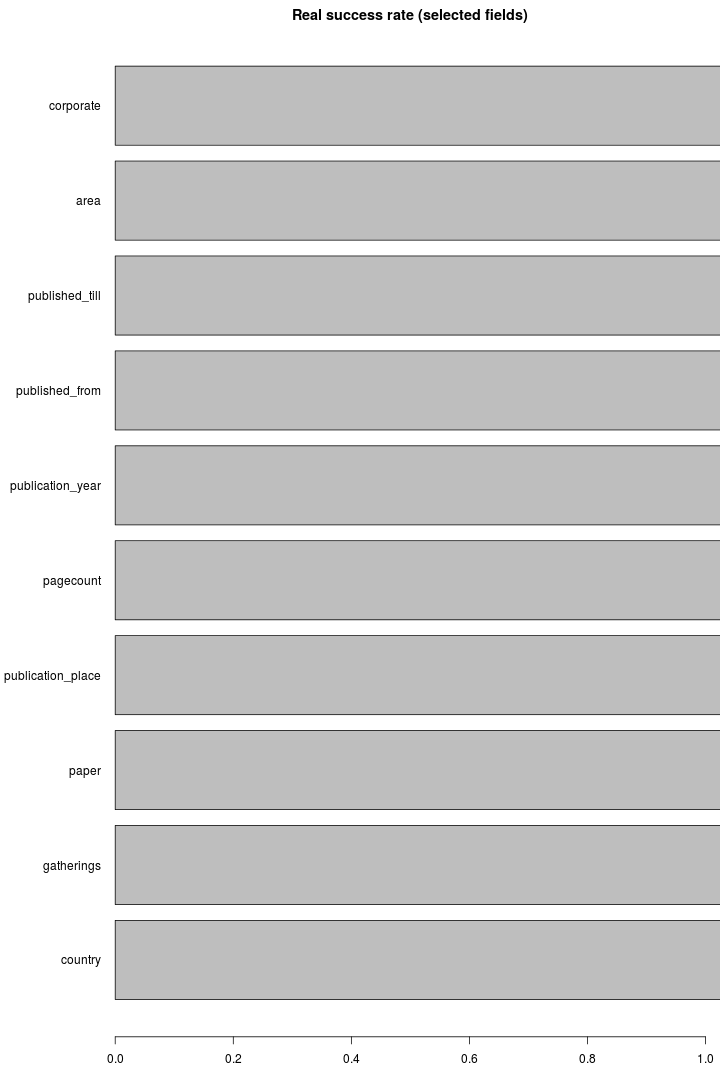 Real success rate (selected fields)
corporate
area
published_till
published_from
publication_year
pagecount
publication_place
paper
gatherings
country
0.0 0.2 0.4 0.6 0.8 1.0